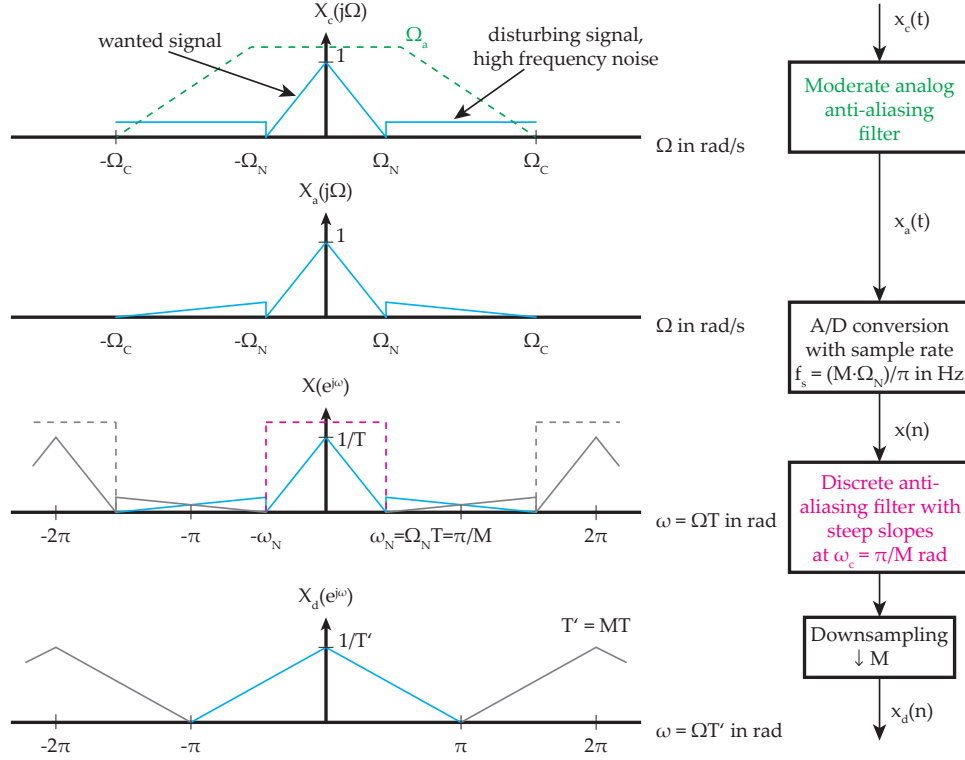 X_c(jΩ)
wanted signal
Ω_a
disturbing signal,
high frequency noise
1
-Ω_C
-Ω_N
Ω_N
Ω_C
Ω in rad/s
X_a(jΩ)
1
-Ω_C
-Ω_N
Ω_N
Ω_C
Ω in rad/s
X(e^{jω})
1/T
-2π
-π
-ω_N
ω_N=Ω_NT=π/M
π
2π
ω = ΩT in rad
X_d(e^{jω})
1/T‘
T‘ = MT
-2π
-π
π
2π
ω = ΩT‘ in rad
x_c(t)
Moderate analog
anti-aliasing
filter
x_a(t)
A/D conversion
with sample rate
f_s = (M·Ω_N)/π in Hz
x(n)
Discrete anti-
aliasing filter with
steep slopes
at ω_c = π/M rad
Downsampling
↓ M
x_d(n)